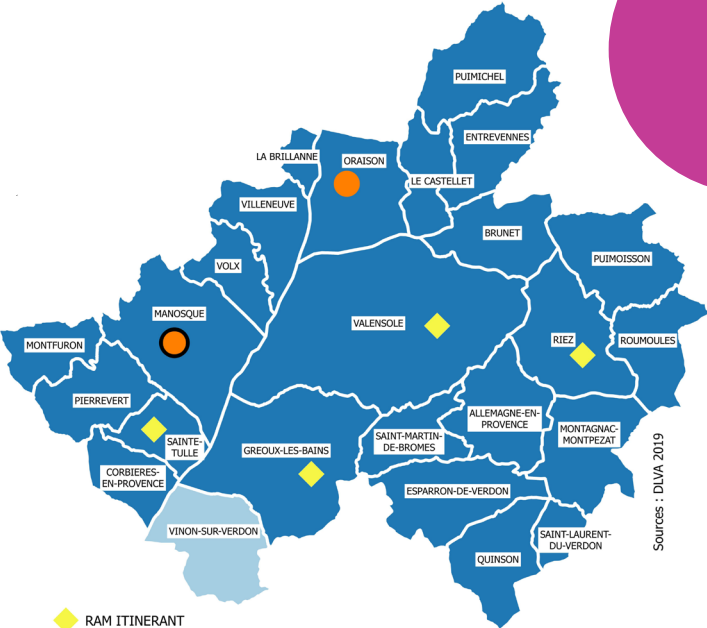 PUIMICHEL
ENTREVENNES
LA BRILLANNE
ORAISON
LE CASTELLET
VILLENEUVE
BRUNET
PUIMOISSON
VOLX
MANOSQUE
VALENSOLE
RIEZ
ROUMOULES
MONTFURON
PIERREVERT
ALLEMAGNE-EN-
PROVENCE
SAINTE-
TULLE
GREOUX-LES-BAINS
SAINT-MARTIN-
DE-BROMES
MONTAGNAC-
MONTPEZAT
CORBIERES-
EN-PROVENCE
ESPARRON-DE-VERDON
VINON-SUR-VERDON
SAINT-LAURENT-
DU-VERDON
QUINSON
Sources : DLVA 2019
RAM ITINERANT